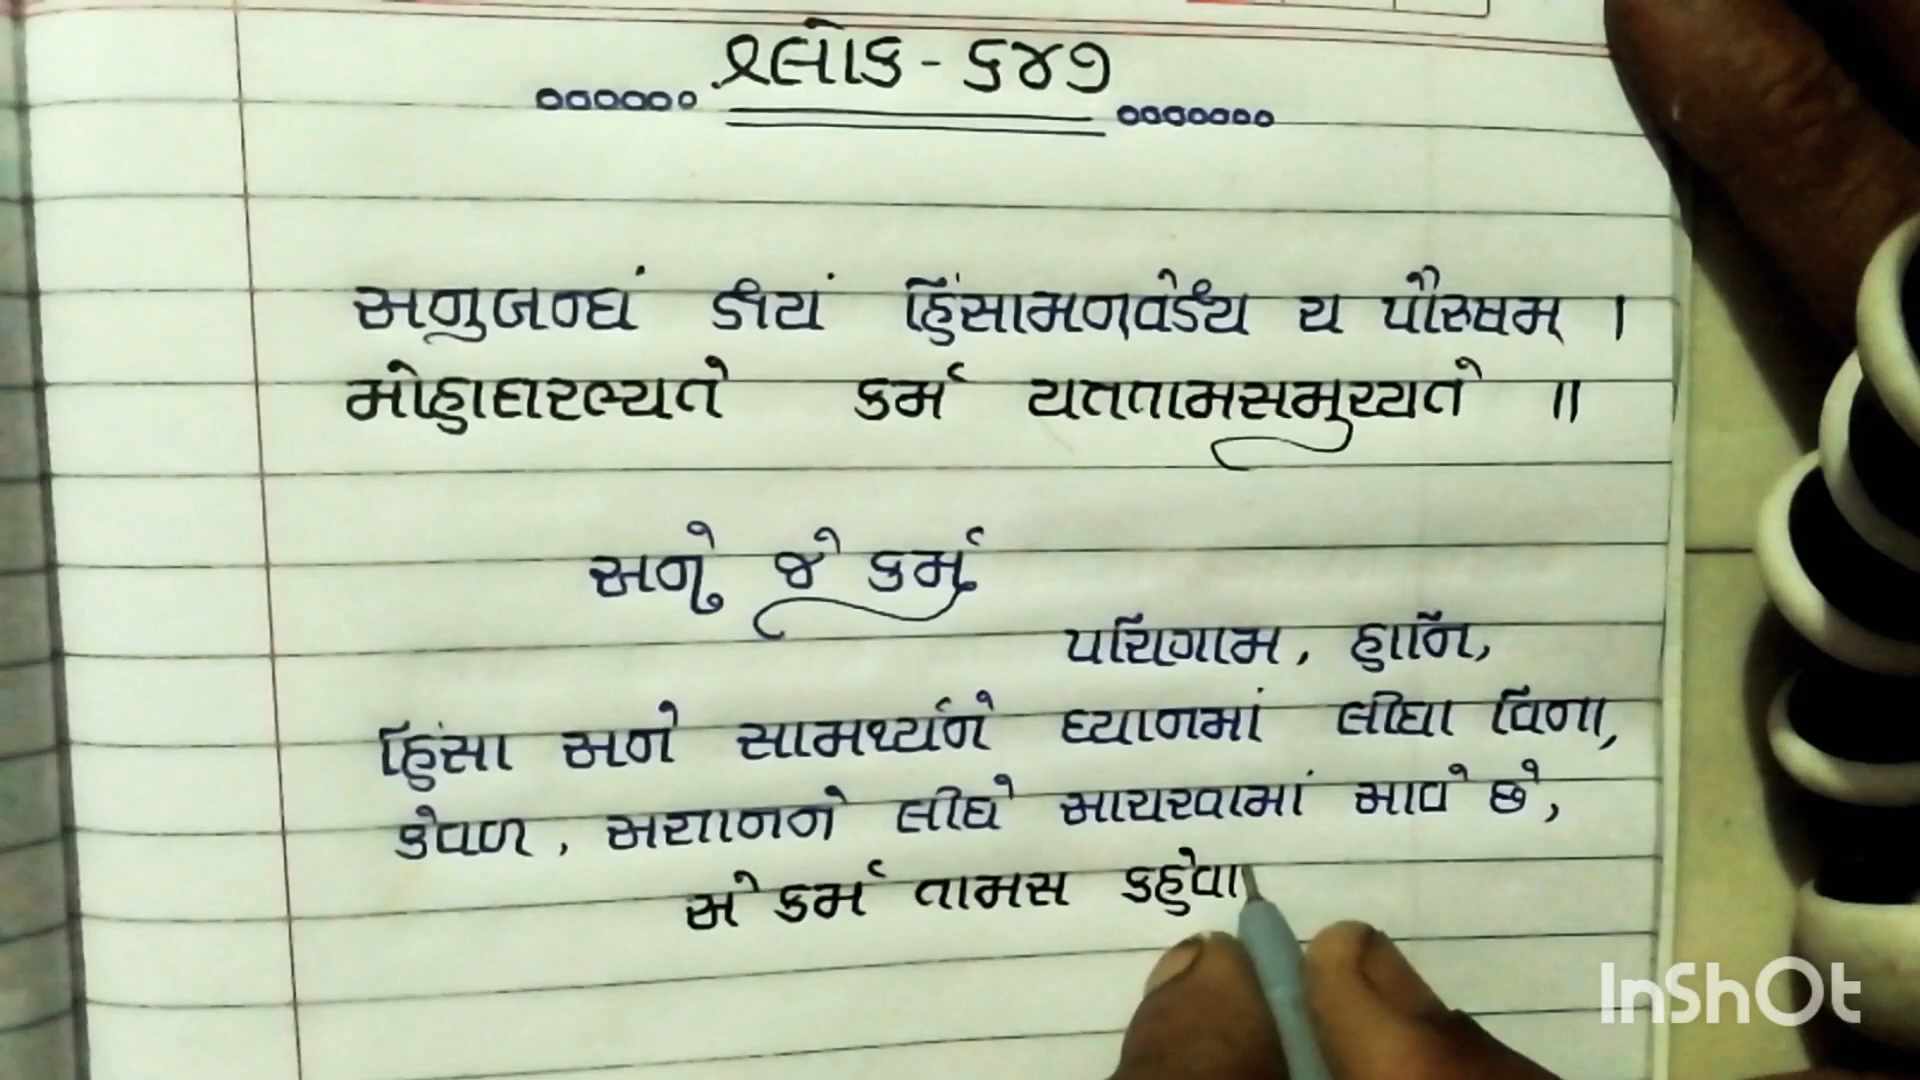 શ્લોક - ૬૪૭
અનુબન્ધં ક્ષયં હિંસામનવેક્ષ્ય ચ પૌરુષમ્ ।
મોહાદારભ્યતે કર્મ યત્તતામસમુચ્યતે ॥
અને જે કર્મ
પરિણામ, હાનિ,
હિંસા અને સામર્થ્યને ધ્યાનમાં લીધા વિના,
કેવળ, અજ્ઞાનને લીધે આચરવામાં આવે છે,
એ કર્મ તામસ કહેવા
InShOt